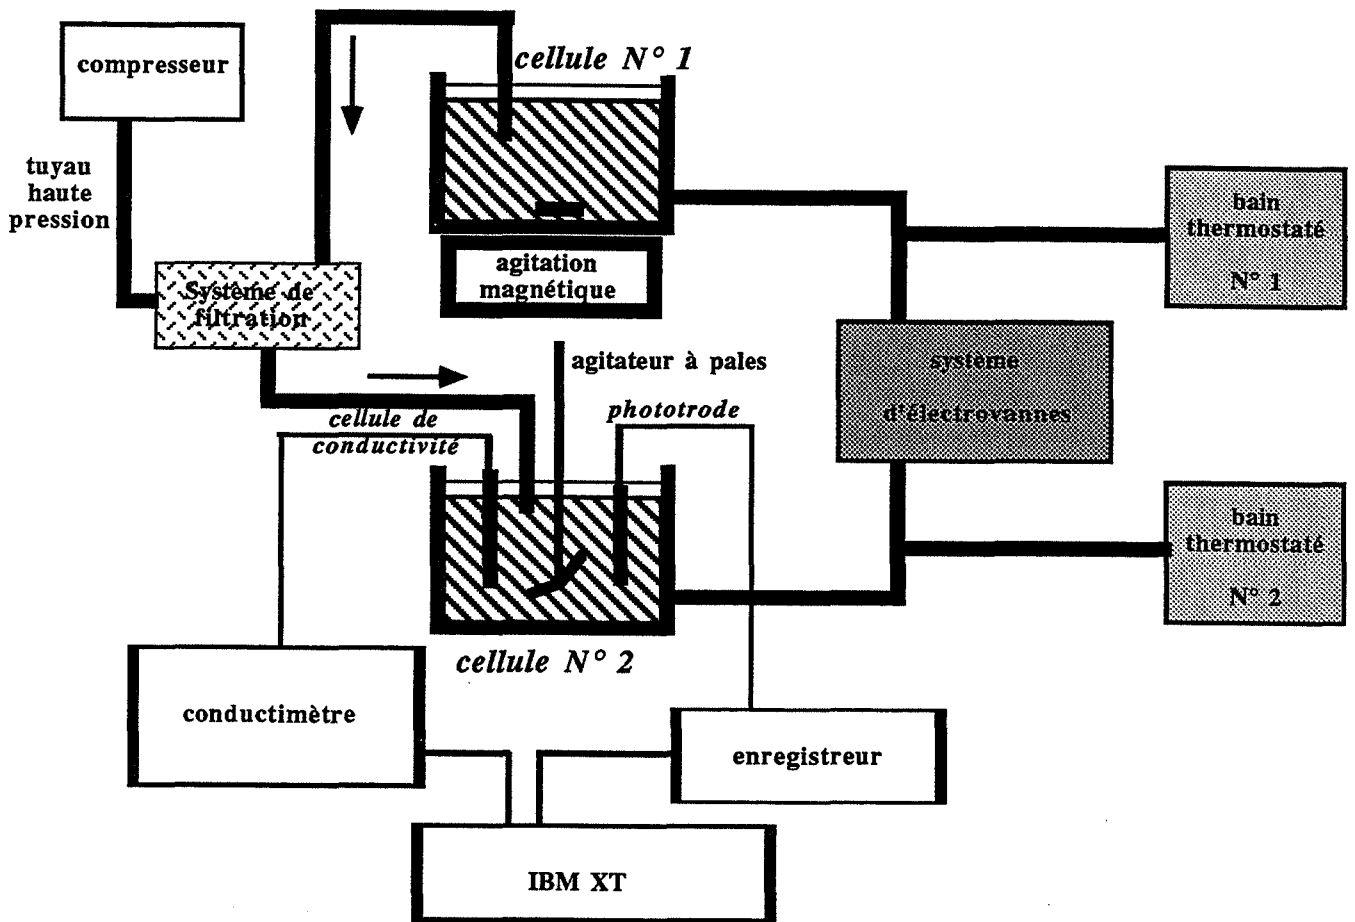 compresseur
cellule N° 1
tuyau
haute
pression
agitation
magnétique
bain
thermostaté
N° 1
Système de
filtration
système
d'électrovannes
agitateur à pales
phototrode
cellule de
conductivité
bain
thermostaté
N° 2
cellule N° 2
conductimètre
enregistreur
IBM XT